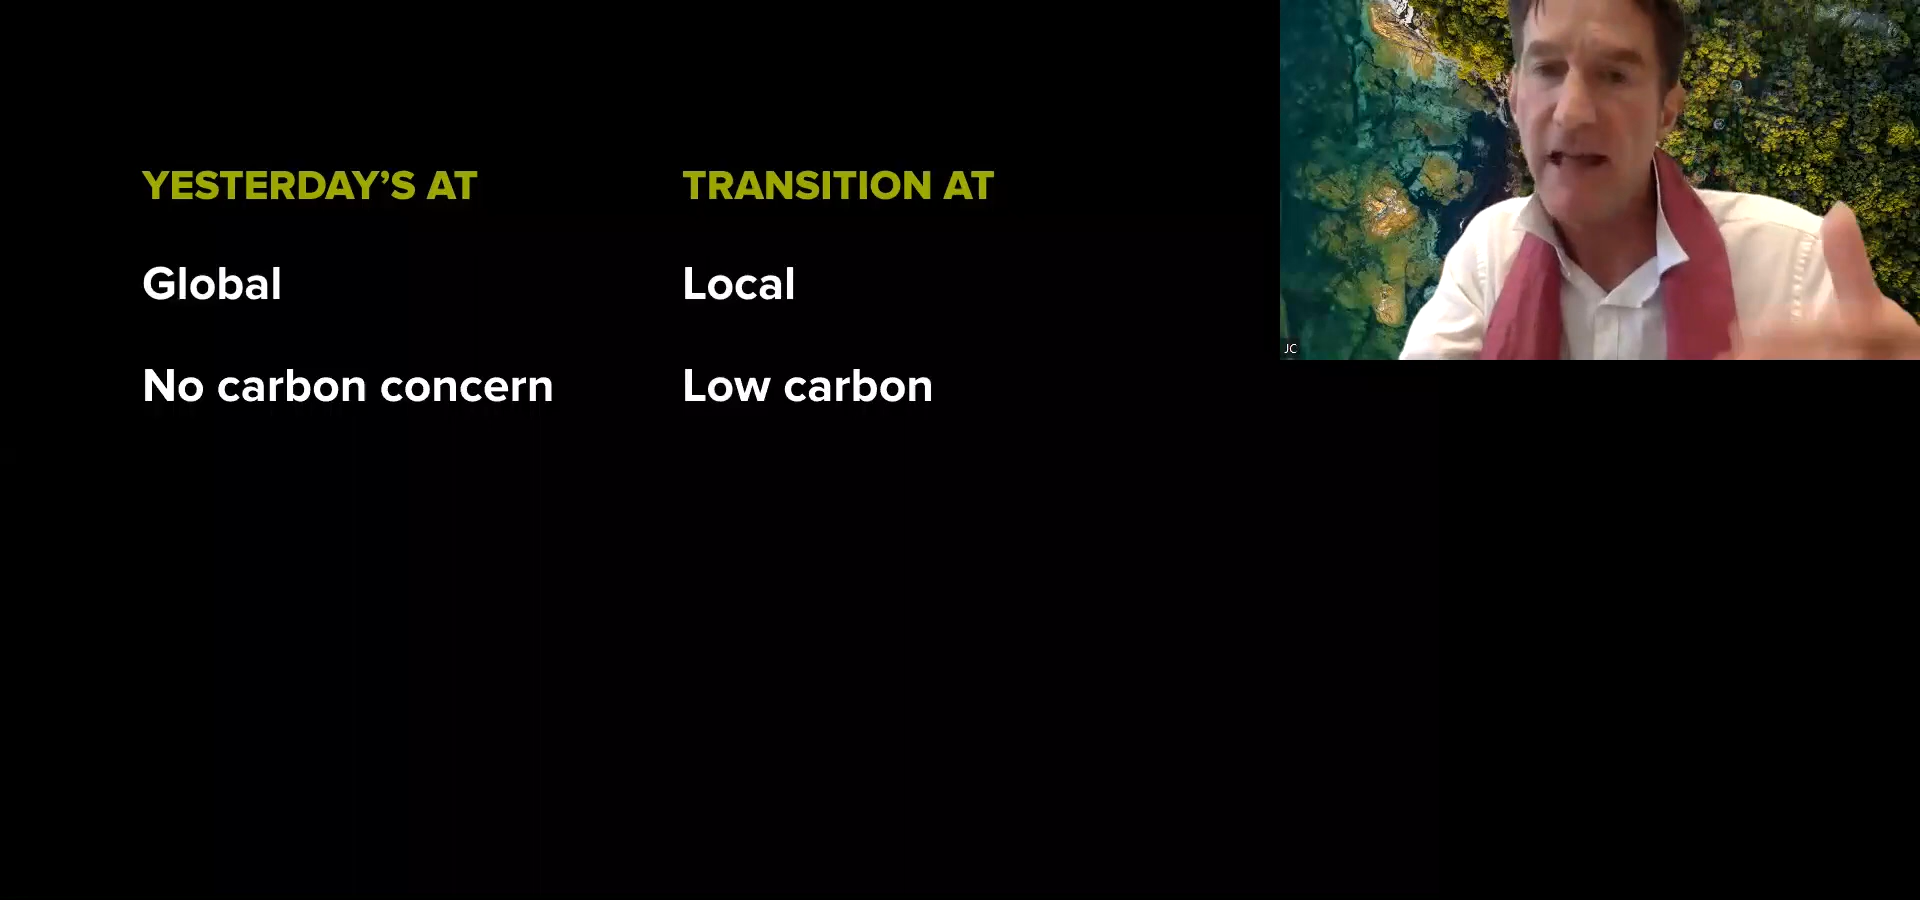 YESTERDAY’S AT
TRANSITION AT
Global
Local
No carbon concern
Low carbon
JC